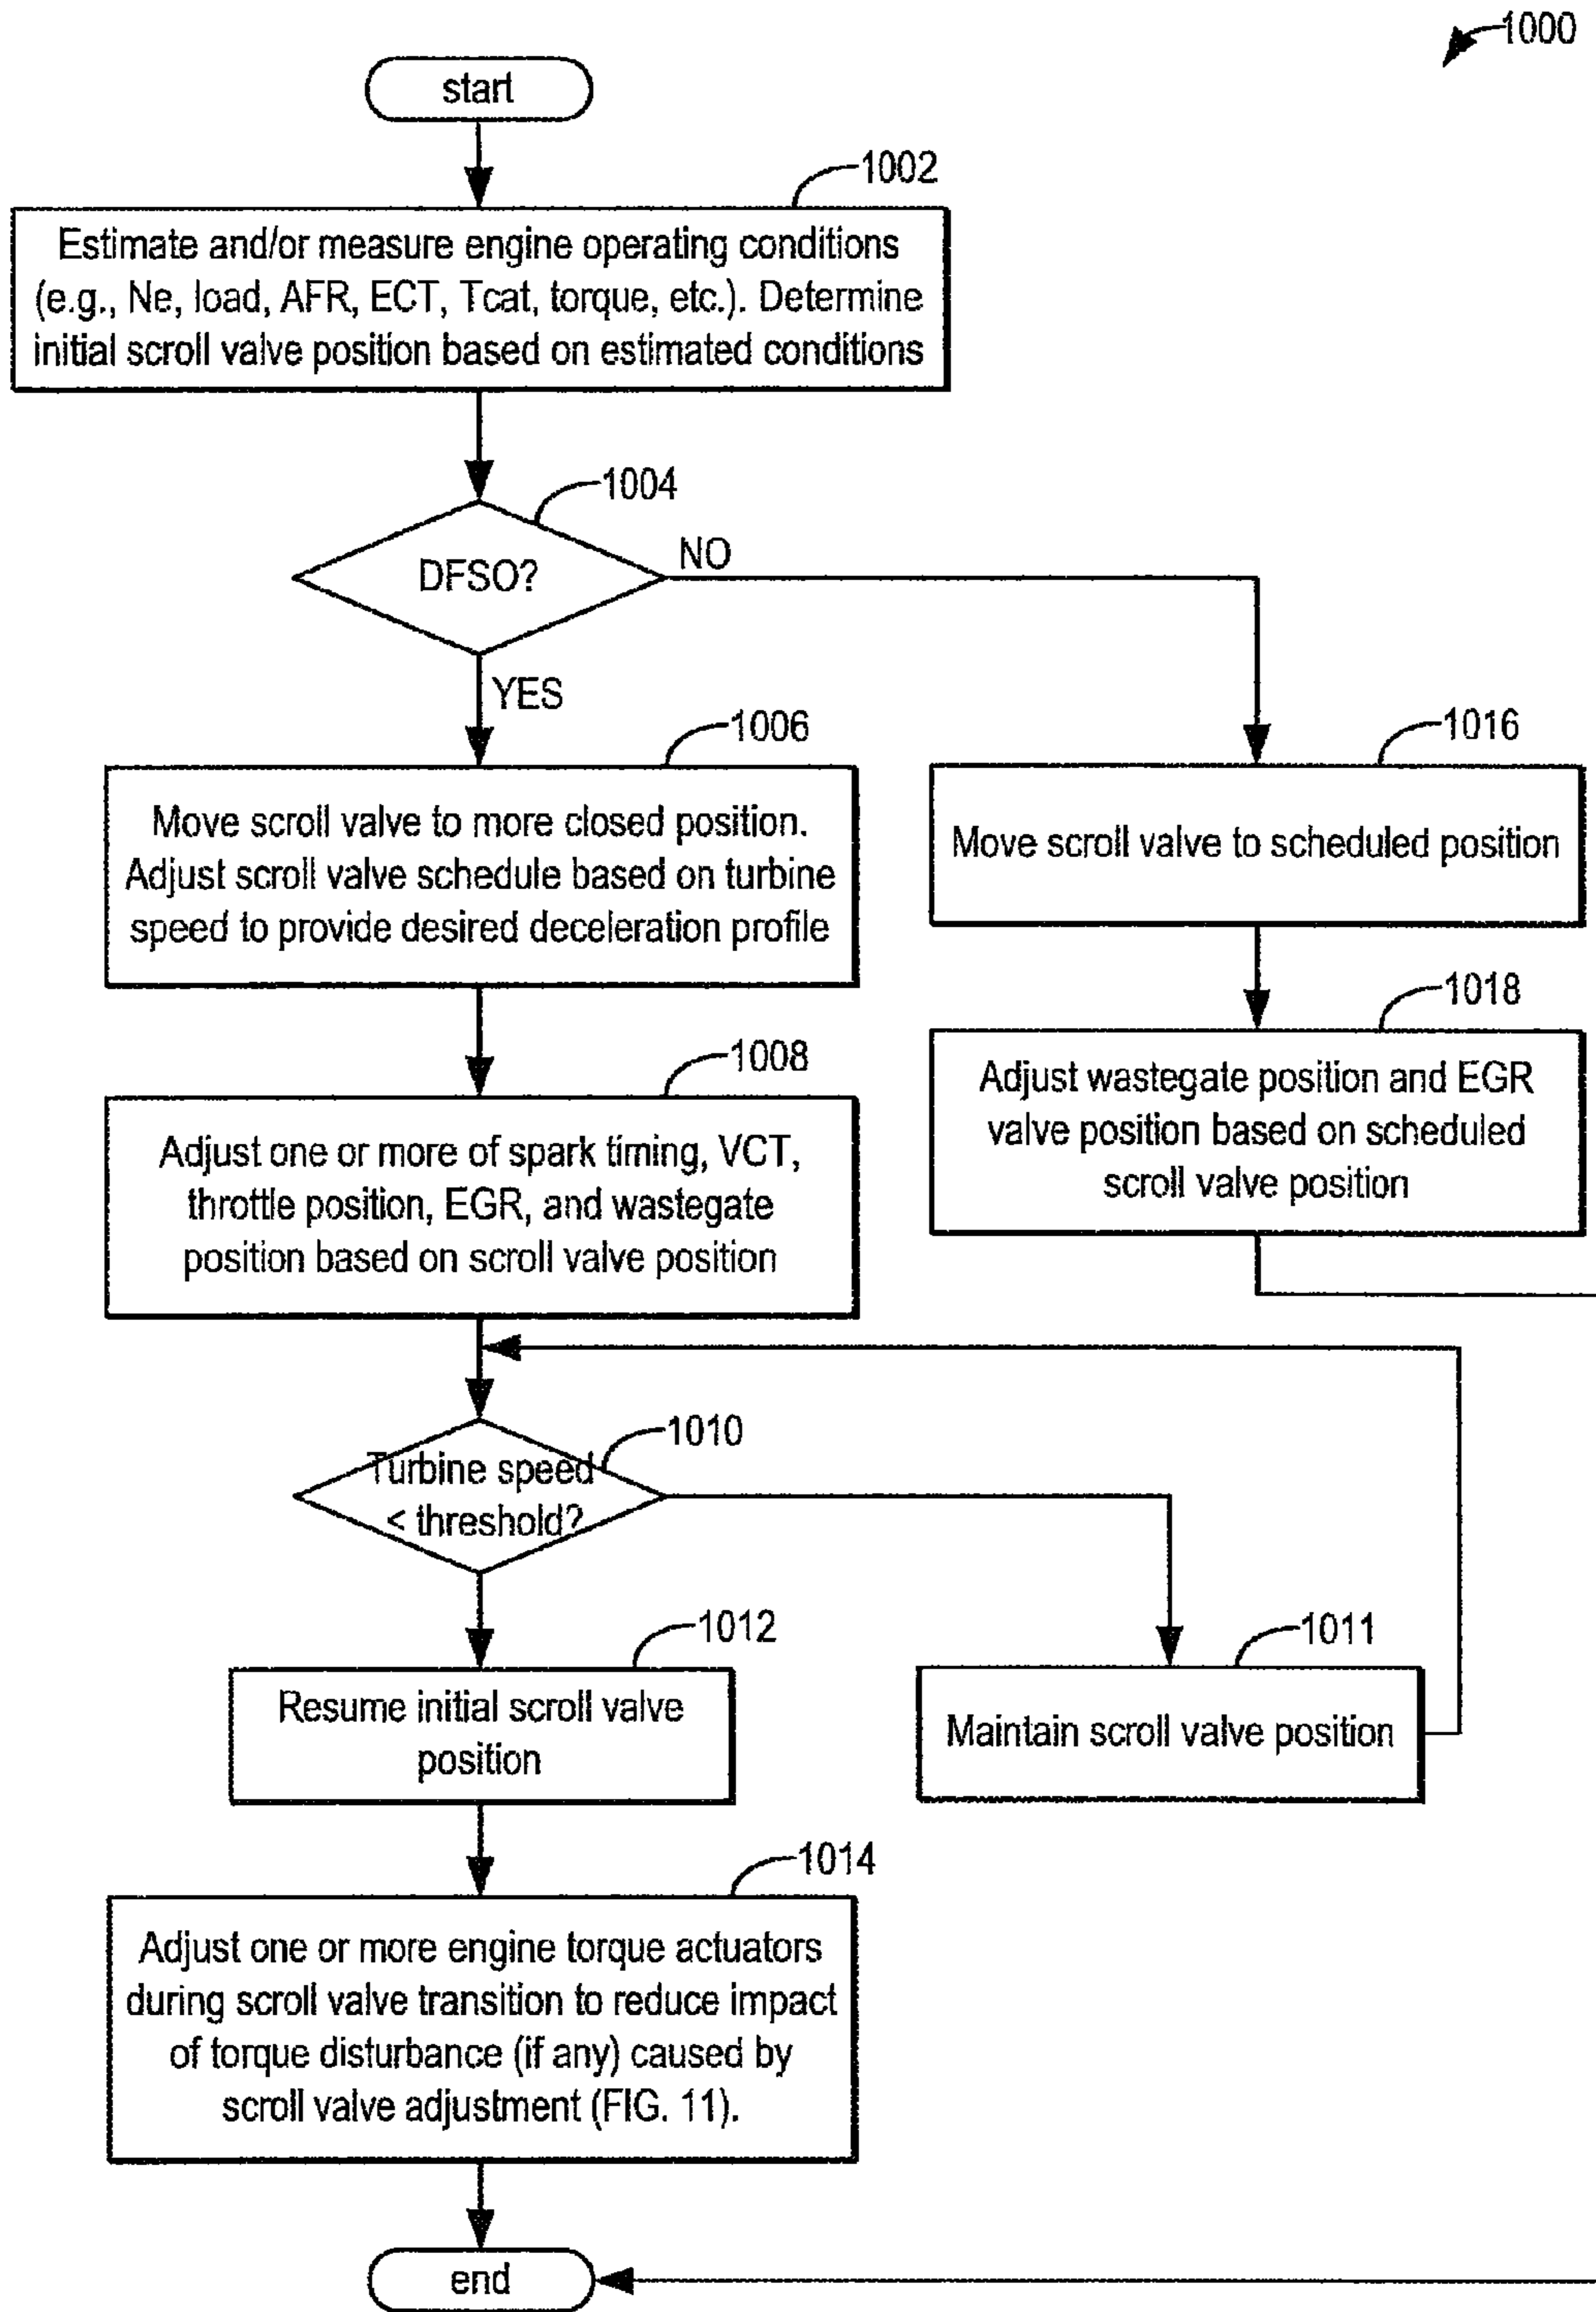 1000
start
1002
Estimate and/or measure engine operating conditions
(e.g., Ne, load, AFR, ECT, Tcat, torque, etc.). Determine
initial scroll valve position based on estimated conditions
1004
DFSO?
NO
YES
1006
Move scroll valve to more closed position.
Adjust scroll valve schedule based on turbine
speed to provide desired deceleration profile
1016
Move scroll valve to scheduled position
1008
Adjust one or more of spark timing, VCT,
throttle position, EGR, and wastegate
position based on scroll valve position
1018
Adjust wastegate position and EGR
valve position based on scheduled
scroll valve position
1010
Turbine speed
< threshold?
1012
Resume initial scroll valve
position
1011
Maintain scroll valve position
1014
Adjust one or more engine torque actuators
during scroll valve transition to reduce impact
of torque disturbance (if any) caused by
scroll valve adjustment (FIG. 11).
end